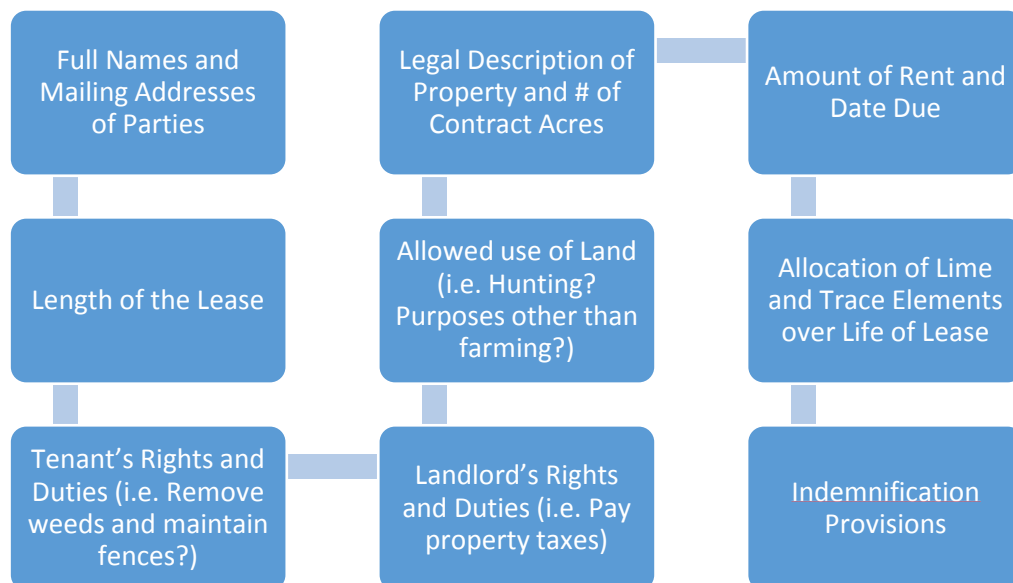 Full Names and
Mailing Addresses
of Parties
Length of the Lease
Tenant’s Rights and
Duties (i.e. Remove
weeds and maintain
fences?)
Landlord’s Rights
and Duties (i.e. Pay
property taxes)
Allowed use of Land
(i.e. Hunting?
Purposes other than
farming?)
Legal Description of
Property and # of
Contract Acres
Amount of Rent and
Date Due
Allocation of Lime
and Trace Elements
over Life of Lease
Indemnification
Provisions